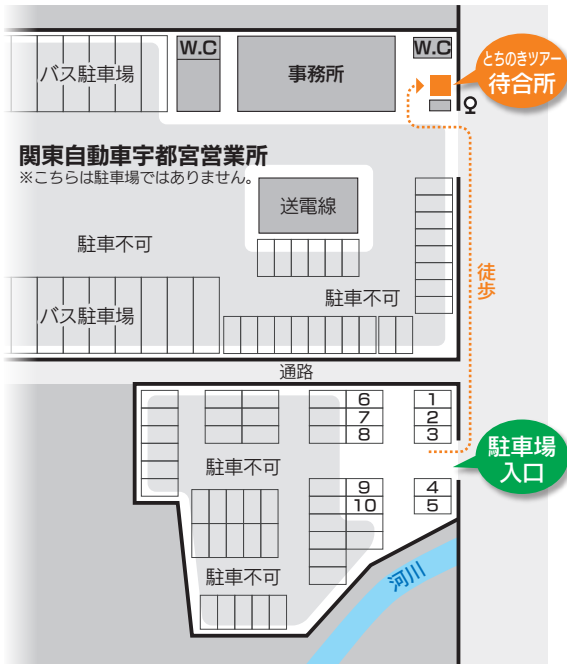 W.C
W.C
バス駐車場
事務所
とちのきツアー
待合所
関東自動車宇都宮営業所
※こちらは駐車場ではありません。
送電線
駐車不可
駐車不可
徒歩
バス駐車場
通路
6
1
7
2
8
3
駐車場
入口
駐車不可
9
4
10
5
駐車不可
河川